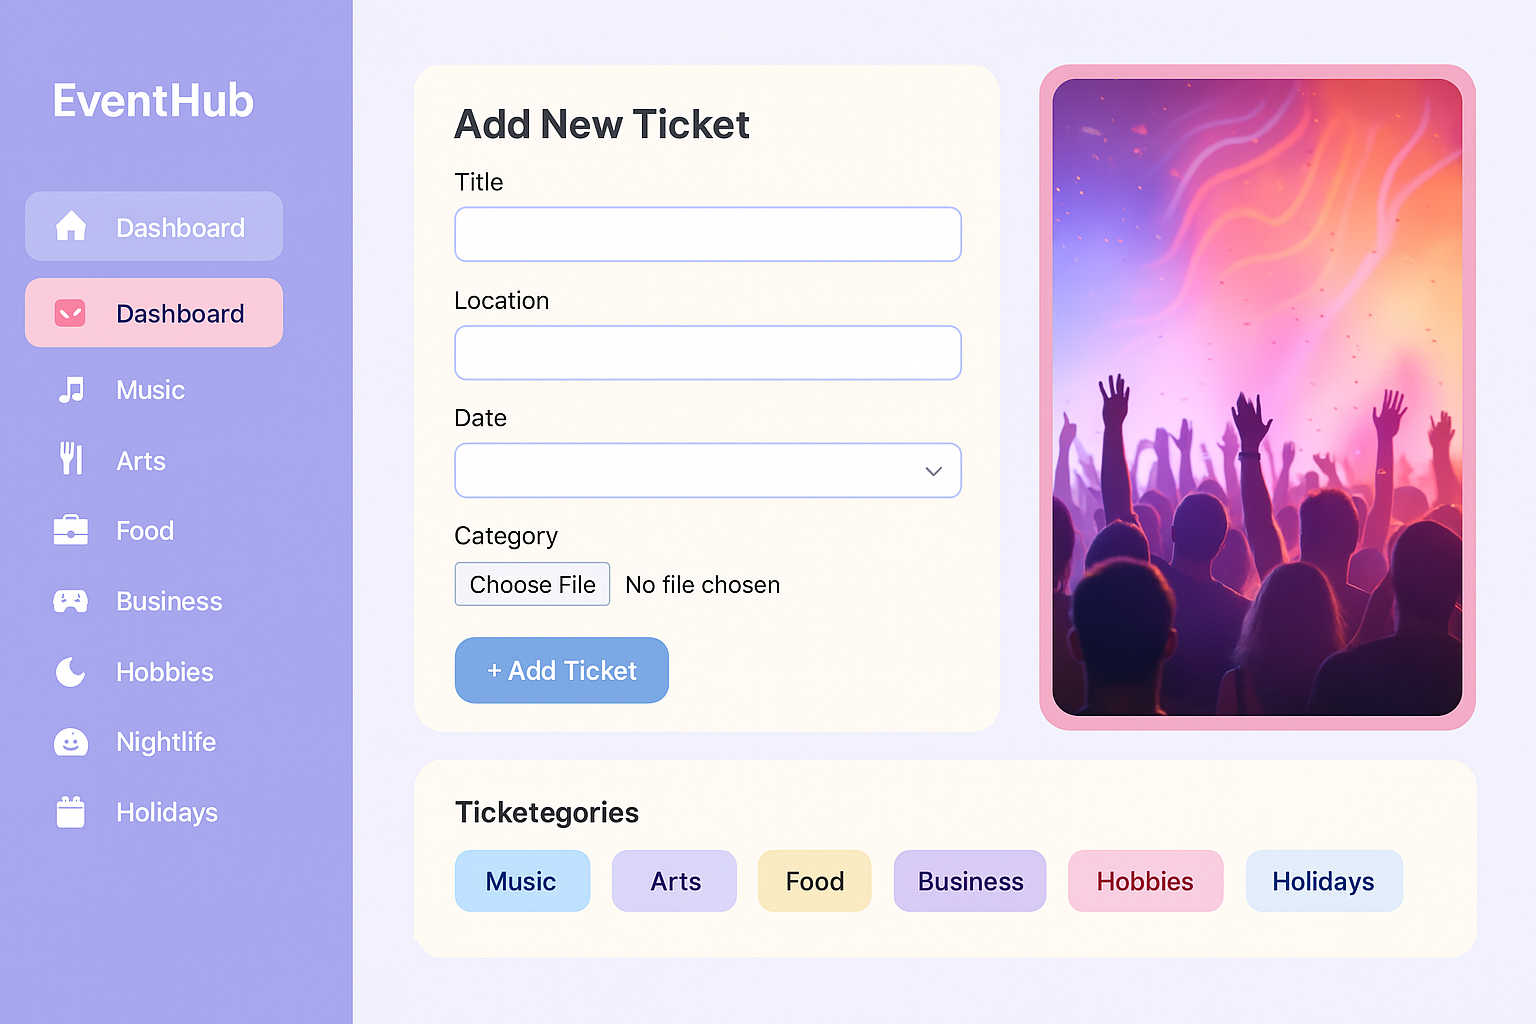 EventHub
Dashboard
Dashboard
Music
Arts
Food
Business
Hobbies
Nightlife
Holidays
Add New Ticket
Title
Location
Date
Category
Choose File No file chosen
+ Add Ticket
Ticketegories
Music Arts Food Business Hobbies Holidays